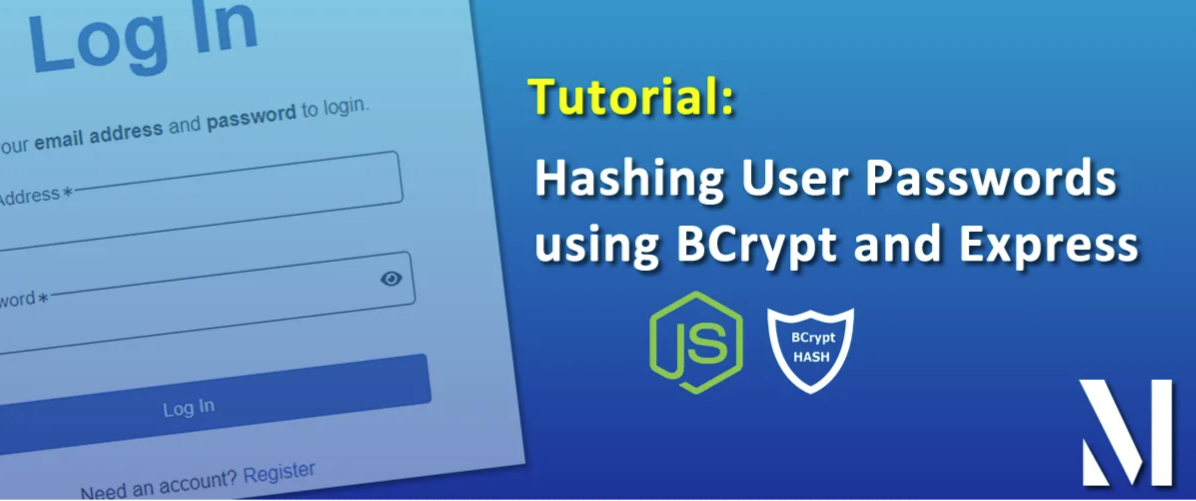 Log In
our email address and password to login.
Address*
word*
Log In
Need an account? Register
Tutorial:
Hashing User Passwords
using BCrypt and Express
JS
BCrypt
HASH
M